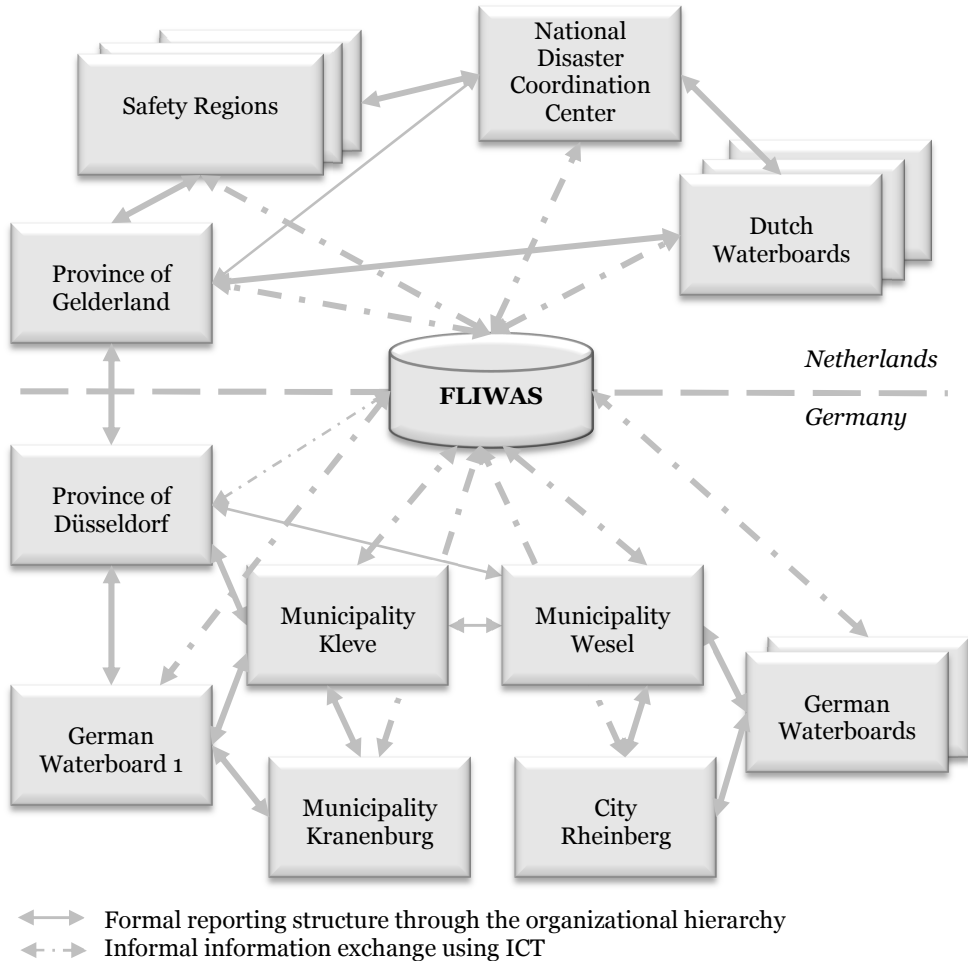 National
Disaster
Coordination
Center
Safety Regions
Dutch
Waterboards
Province of
Gelderland
Netherlands
FLIWAS
Germany
Province of
Düsseldorf
Municipality
Kleve
Municipality
Wesel
German
Waterboard 1
German
Waterboards
Municipality
Kranenburg
City
Rheinberg
Formal reporting structure through the organizational hierarchy
Informal information exchange using ICT